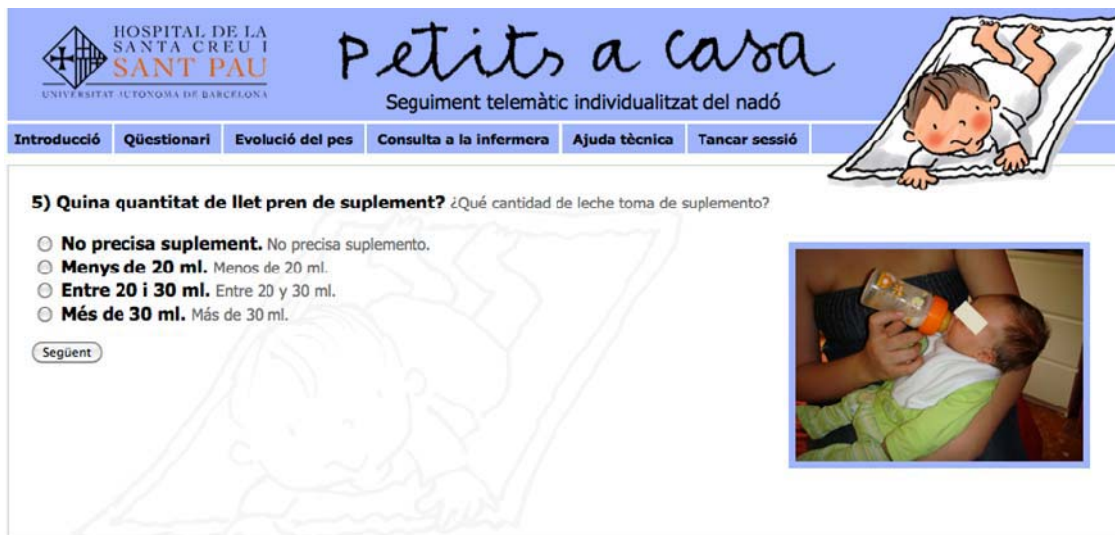 HOSPITAL DE LA
SANTA CREU I
SANT PAU
UNIVERSITAT AUTÒNOMA DE BARCELONA
Petits a casa
Seguiment telemàtic individualitzat del nadó
Introducció Qüestionari Evolució del pes Consulta a la infermera Ajuda tècnica Tancar sessió
5) Quina quantitat de llet pren de suplement? ¿Qué cantidad de leche toma de suplemento?
No precisa suplement. No precisa suplemento.
Menys de 20 ml. Menos de 20 ml.
Entre 20 i 30 ml. Entre 20 y 30 ml.
Més de 30 ml. Más de 30 ml.
Següent